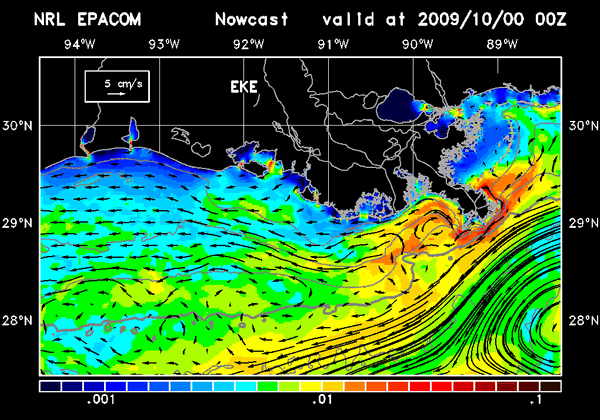 NRL EPACOM Nowcast valid at 2009/10/00 00Z
94°W 93°W 92°W 91°W 90°W 89°W
5 cm/s
EKE
30°N 30°N
29°N 29°N
28°N 28°N
.001 .01 .1